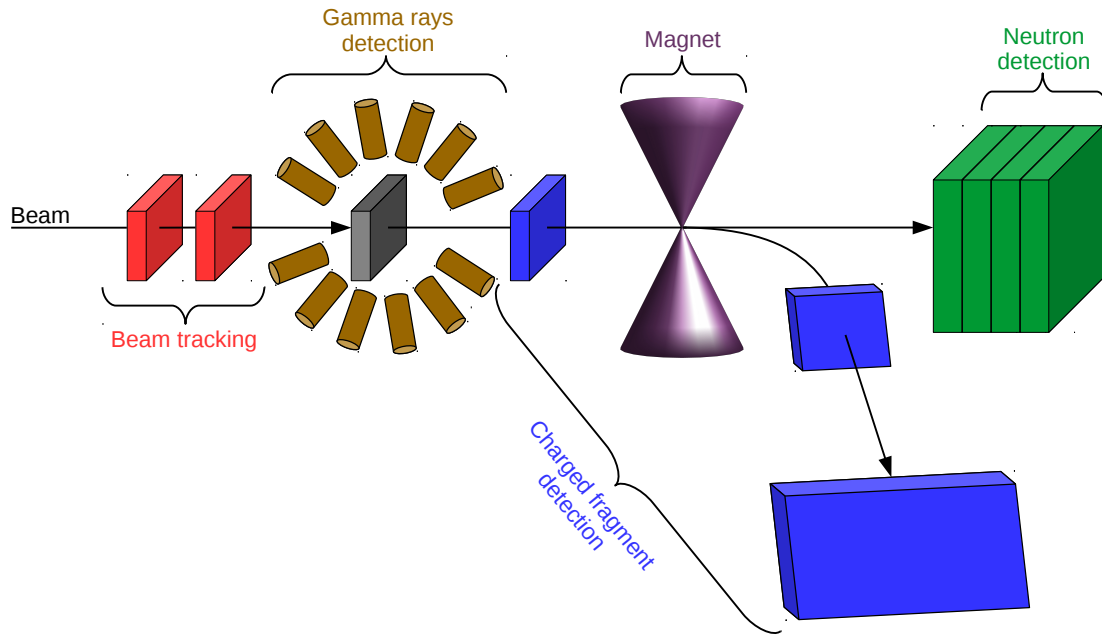 Gamma rays
detection
Magnet
Neutron
detection
Beam
Beam tracking
Charged fragment
detection